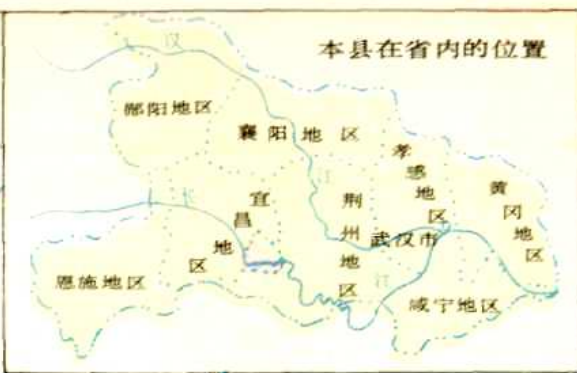 本县在省内的位置
汉
郧阳地区
襄阳地区
江
孝感地区
黄冈地区
荆州地区
武汉市
长
宜昌地区
恩施地区
江
咸宁地区